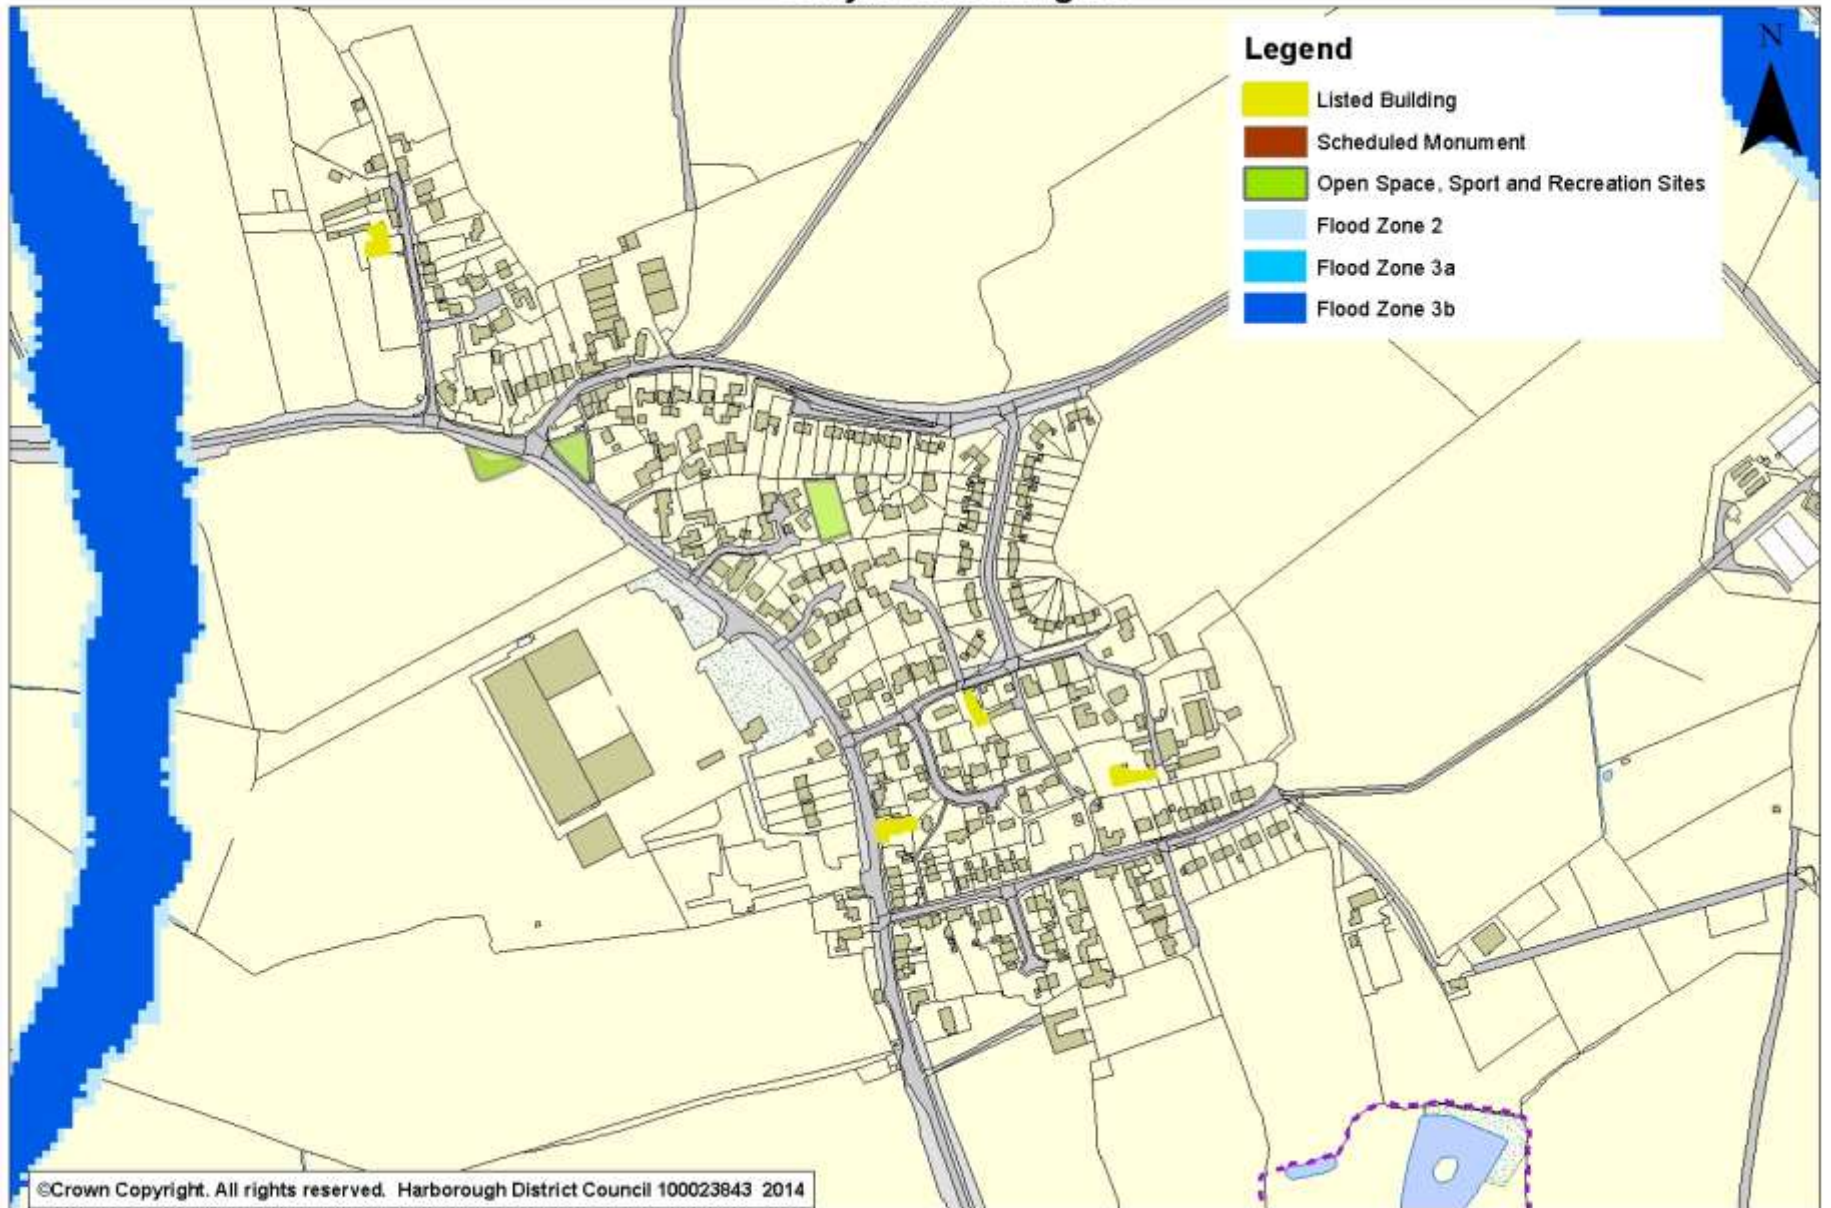 Legend
N
Listed Building
Scheduled Monument
Open Space, Sport and Recreation Sites
Flood Zone 2
Flood Zone 3a
Flood Zone 3b
©Crown Copyright. All rights reserved. Harborough District Council 100023843 2014